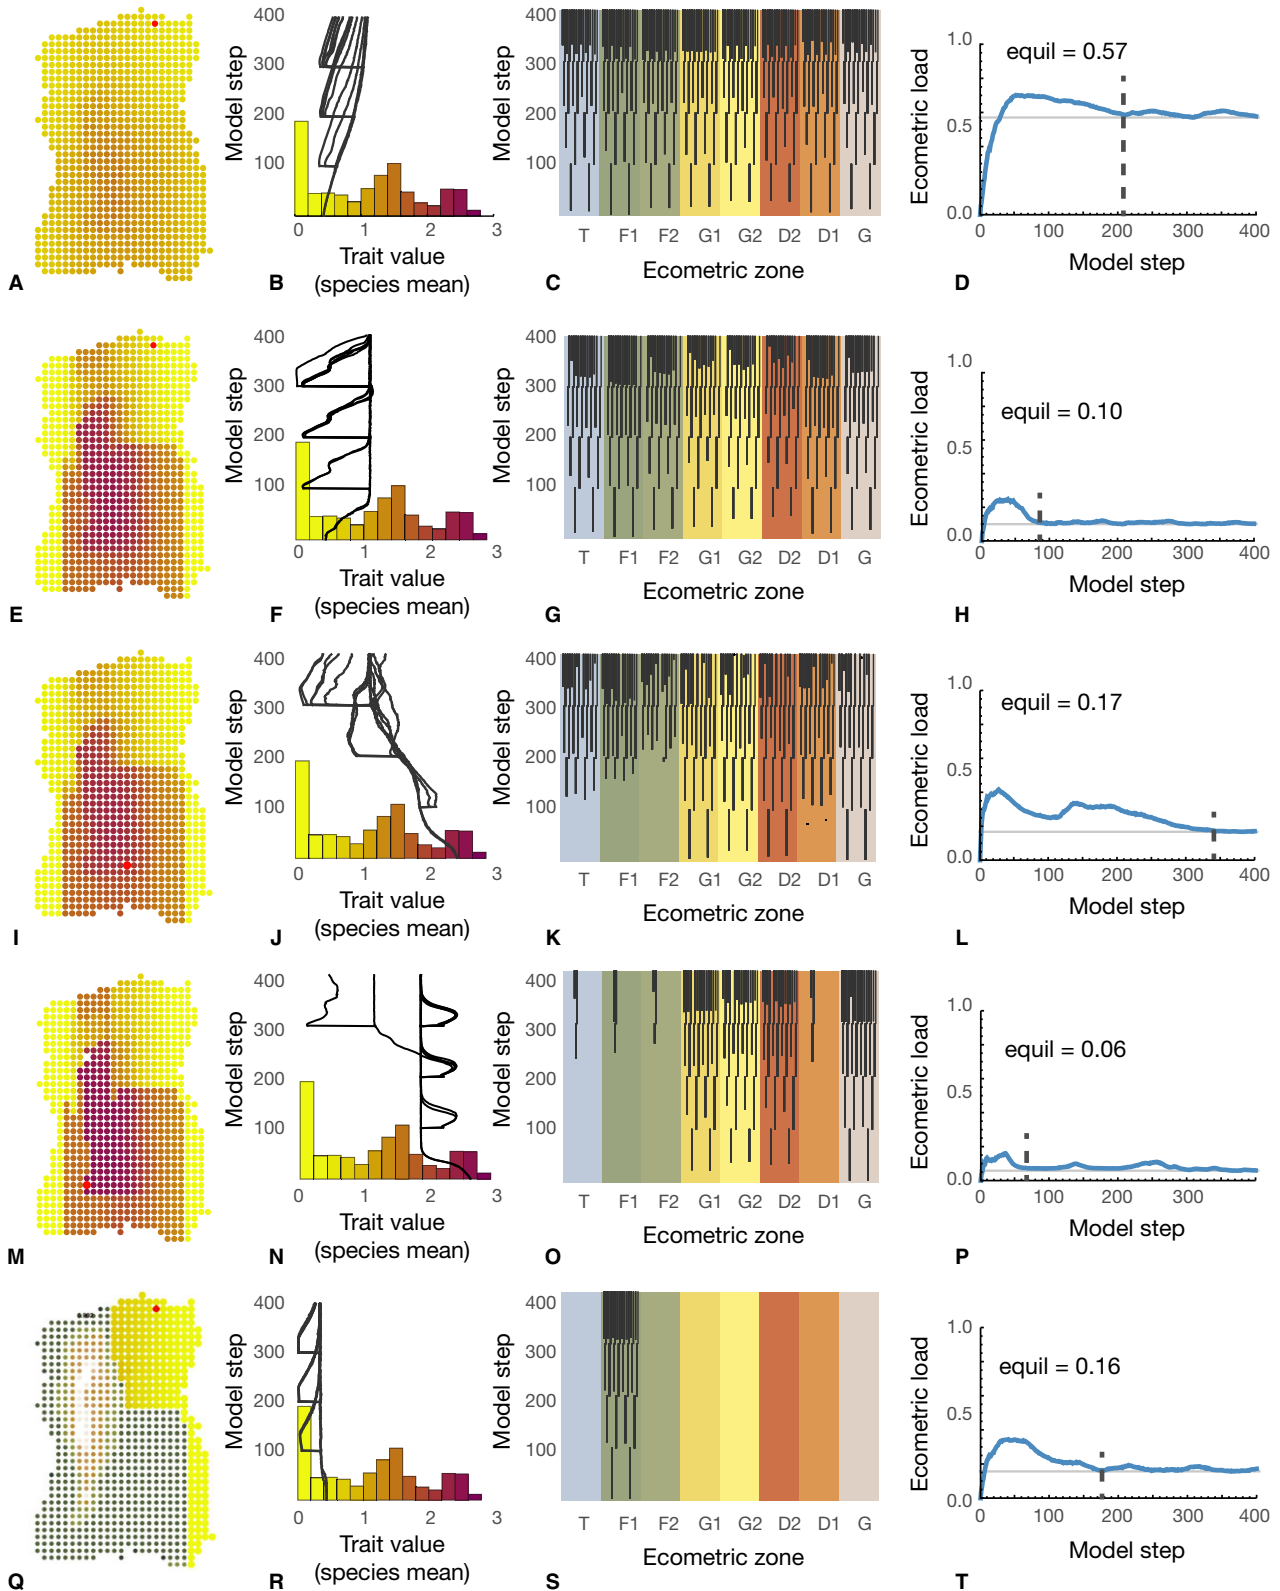 400
300
200
100
Model step
0
1
2
3
Trait value
(species mean)
A
B
400
300
200
100
Model step
T F1 F2 G1 G2 D2 D1 G
Ecometric zone
C
1.0
0.5
0.0
Ecometric load
equil = 0.57
0 100 200 300 400
Model step
D
400
300
200
100
Model step
0
1
2
3
Trait value
(species mean)
E
F
400
300
200
100
Model step
T F1 F2 G1 G2 D2 D1 G
Ecometric zone
G
1.0
0.5
0.0
Ecometric load
equil = 0.10
0 100 200 300 400
Model step
H
400
300
200
100
Model step
0
1
2
3
Trait value
(species mean)
I
J
400
300
200
100
Model step
T F1 F2 G1 G2 D2 D1 G
Ecometric zone
K
1.0
0.5
0.0
Ecometric load
equil = 0.17
0 100 200 300 400
Model step
L
400
300
200
100
Model step
0
1
2
3
Trait value
(species mean)
M
N
400
300
200
100
Model step
T F1 F2 G1 G2 D2 D1 G
Ecometric zone
O
1.0
0.5
0.0
Ecometric load
equil = 0.06
0 100 200 300 400
Model step
P
400
300
200
100
Model step
0
1
2
3
Trait value
(species mean)
Q
R
400
300
200
100
Model step
T F1 F2 G1 G2 D2 D1 G
Ecometric zone
S
1.0
0.5
0.0
Ecometric load
equil = 0.16
0 100 200 300 400
Model step
T